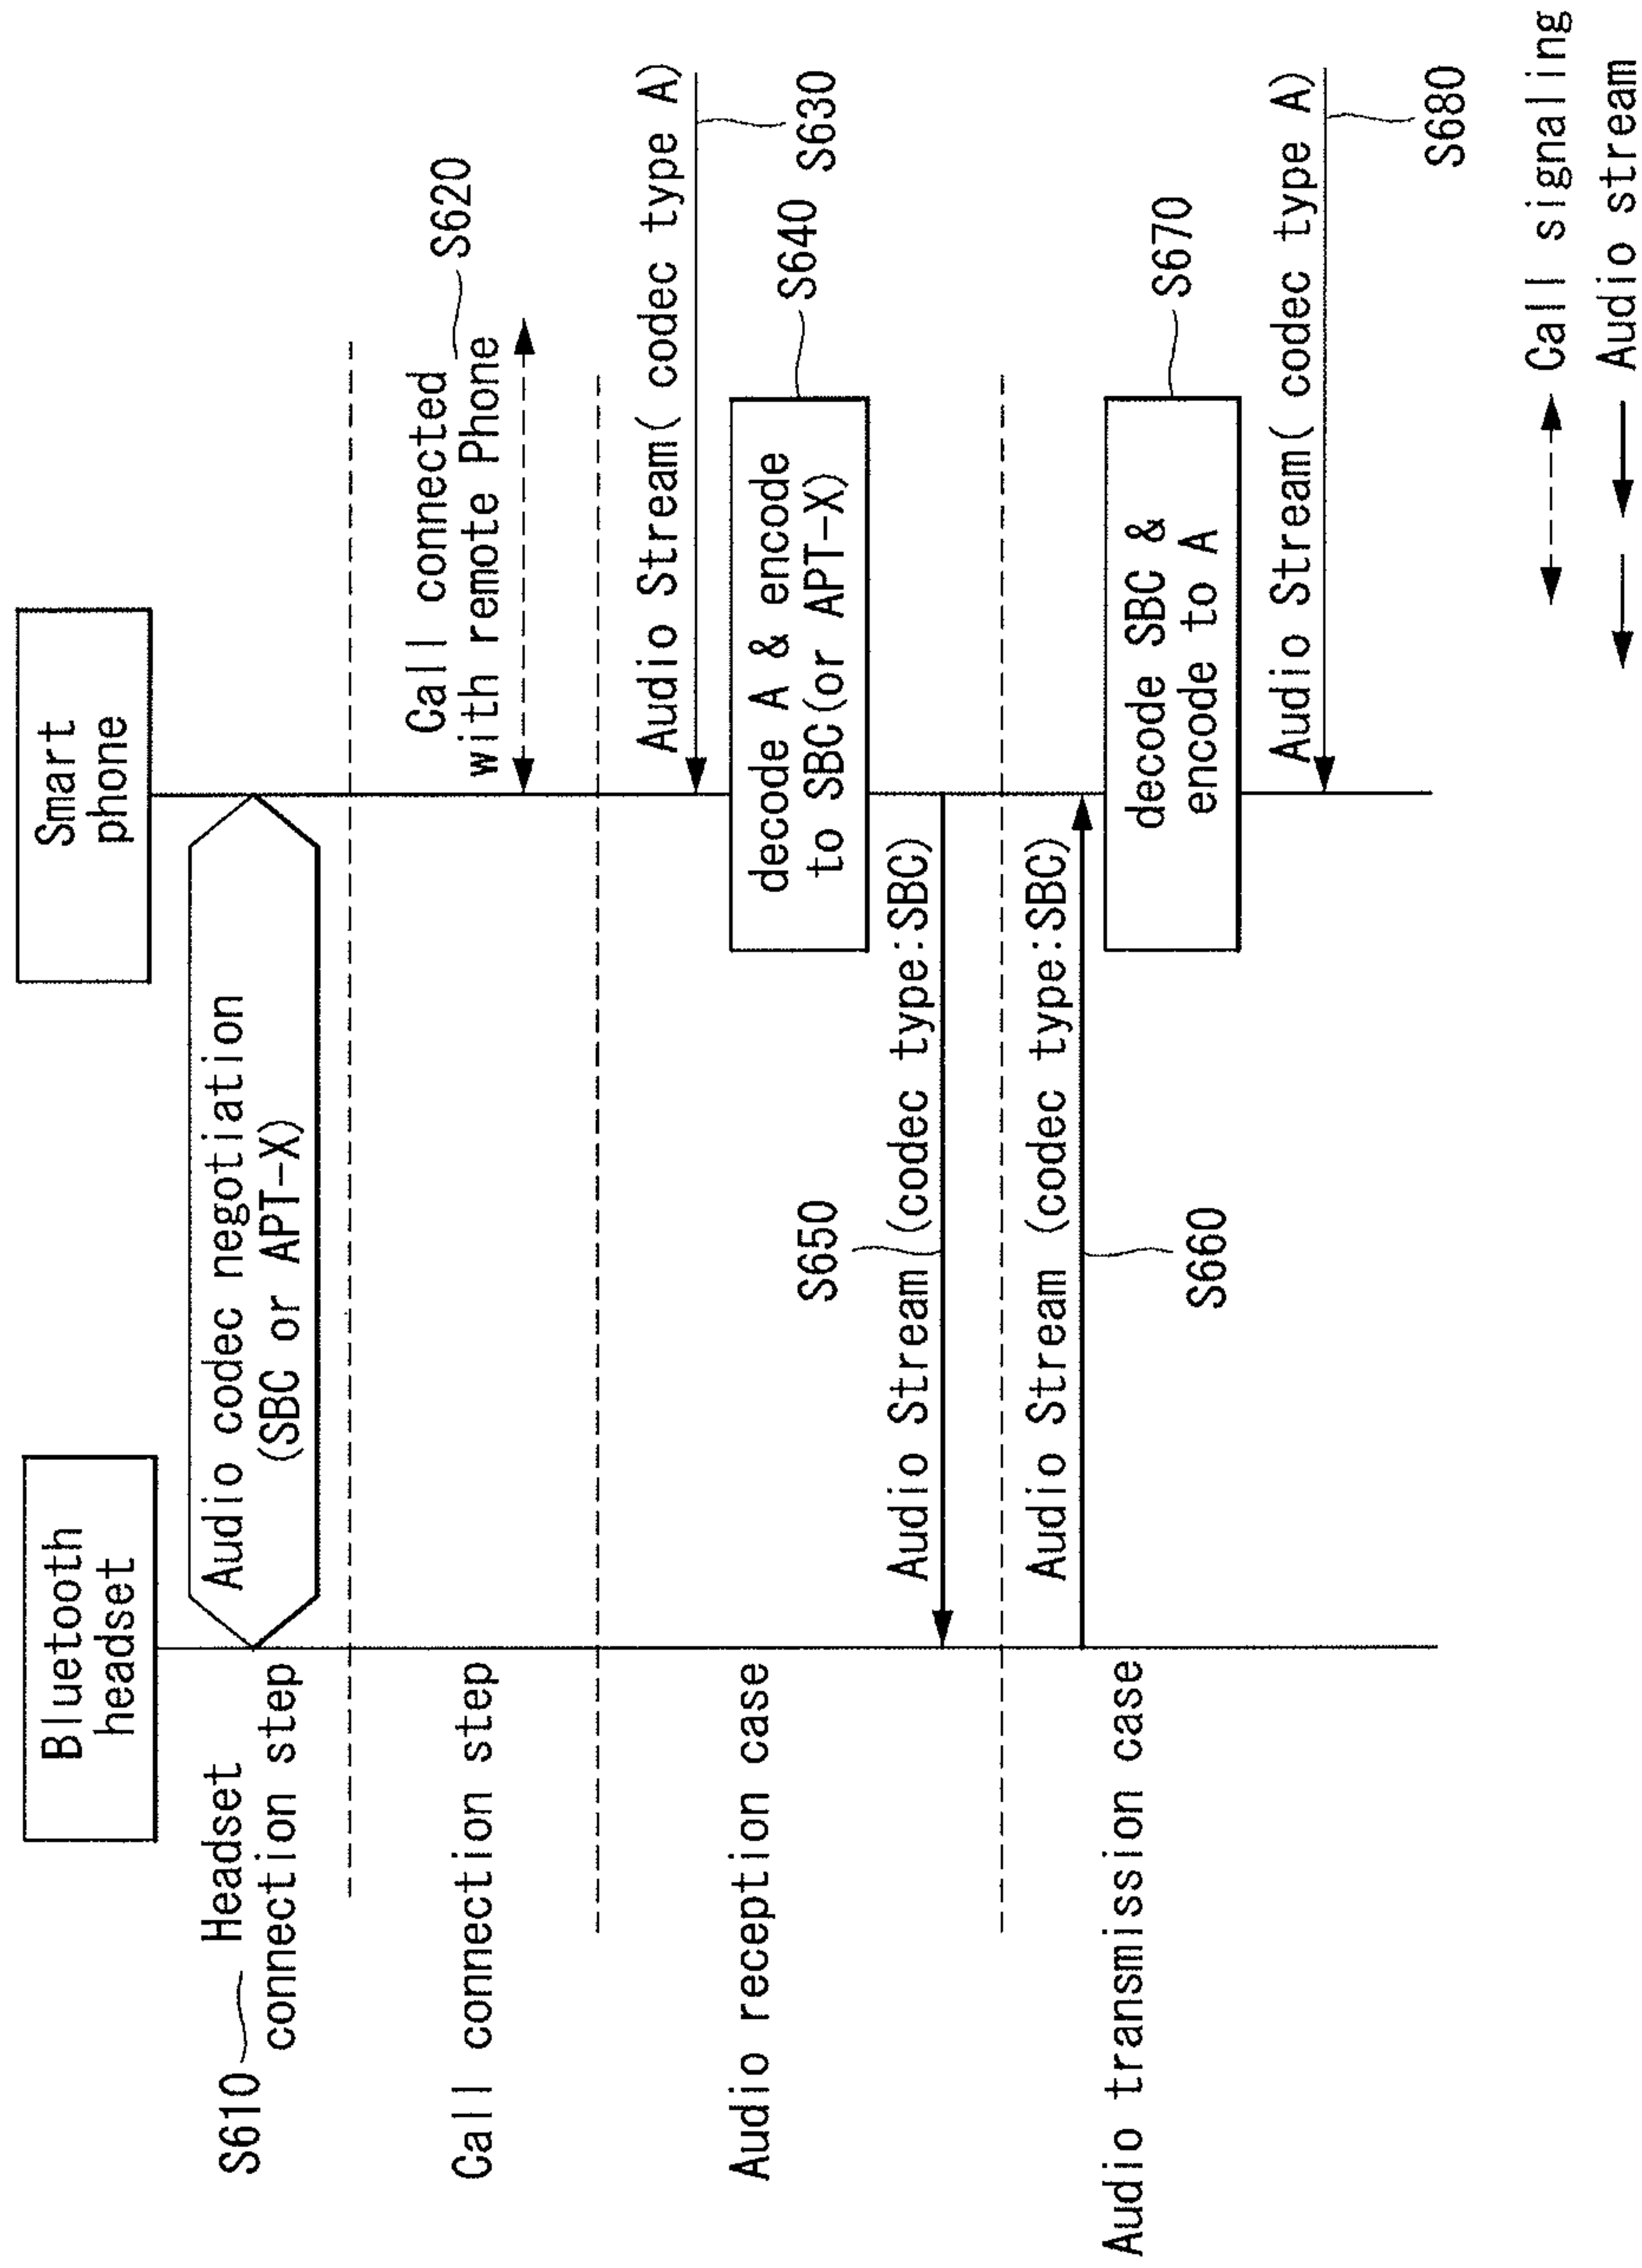 Bluetooth
headset
Smart
phone
S610
Headset
connection step
Audio codec negotiation
(SBC or APT-X)
Call connection step
Call connected
with remote Phone
S620
Audio reception case
Audio Stream( codec type A)
S630
decode A & encode
to SBC(or APT-X)
S640
S650
Audio Stream (codec type:SBC)
Audio transmission case
Audio Stream (codec type:SBC)
S660
decode SBC &
encode to A
S670
Audio Stream( codec type A)
S680
Call signaling
Audio stream